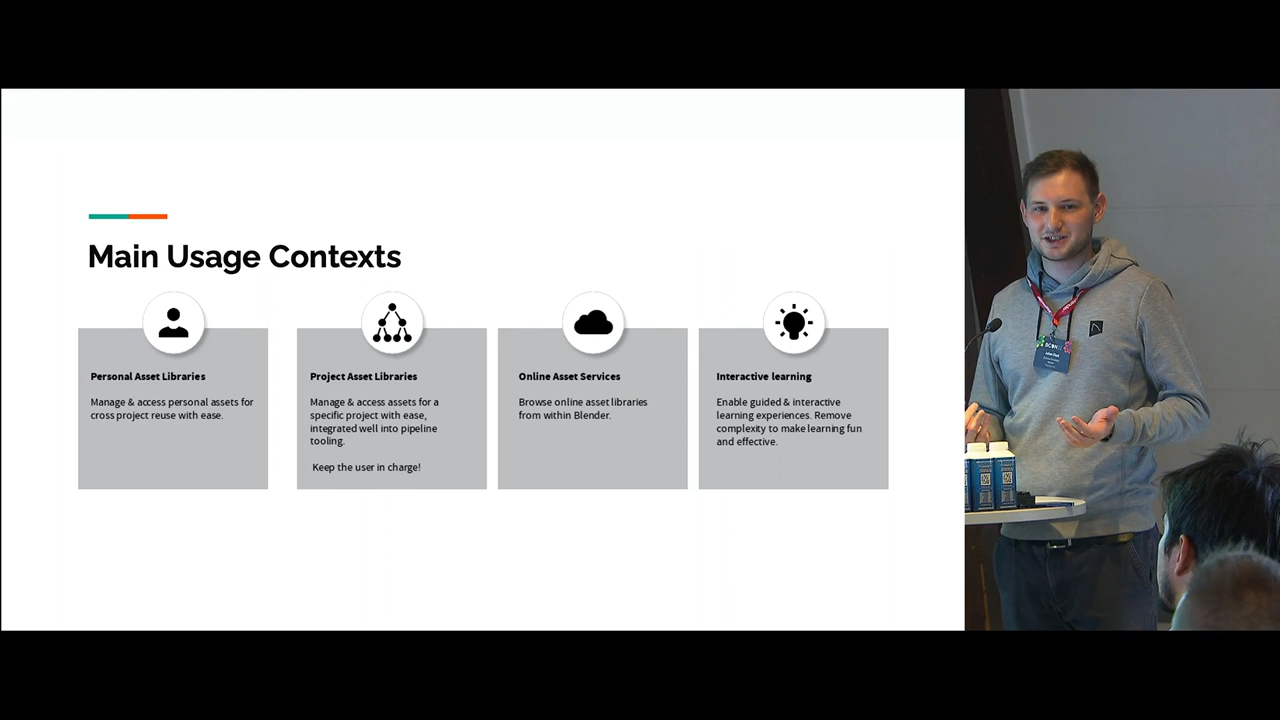 Main Usage Contexts
Personal Asset Libraries
Manage & access personal assets for
cross project reuse with ease.
Project Asset Libraries
Manage & access assets for a
specific project with ease,
integrated well into pipeline
tooling.
Keep the user in charge!
Online Asset Services
Browse online asset libraries
from within Blender.
Interactive learning
Enable guided & interactive
learning experiences. Remove
complexity to make learning fun
and effective.